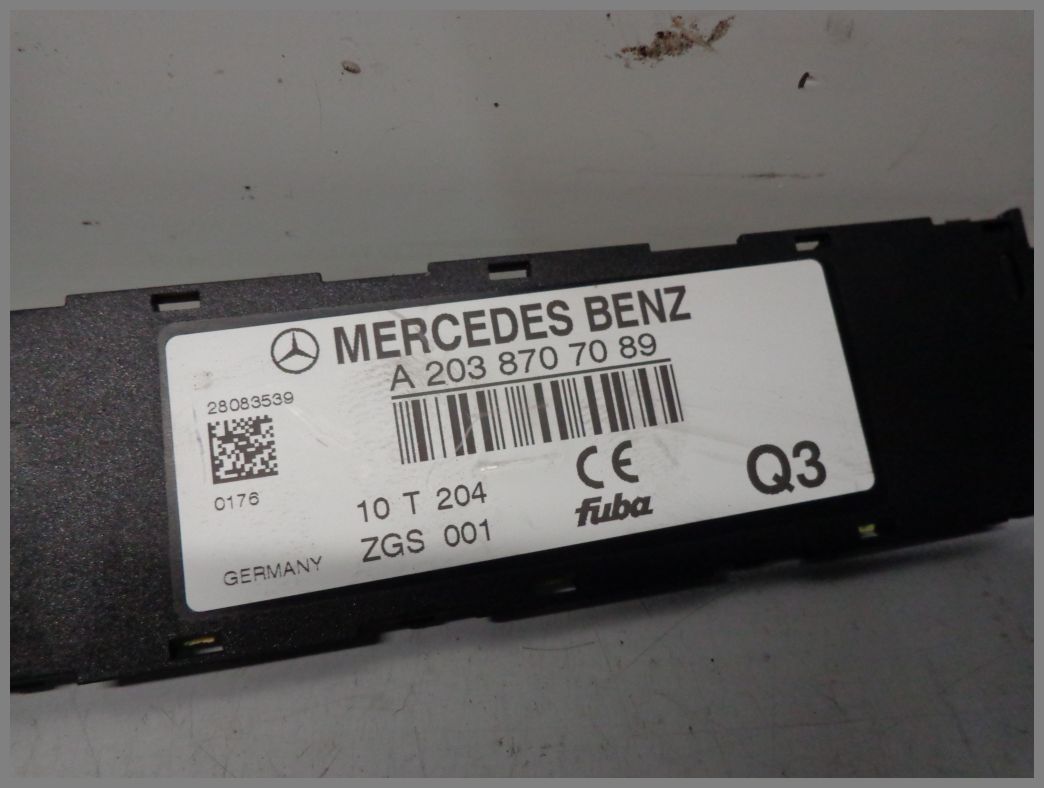 MERCEDES BENZ
A 203 870 70 89
28083539
0176
10 T 204
ZGS 001
GERMANY
CE
fuba
Q3